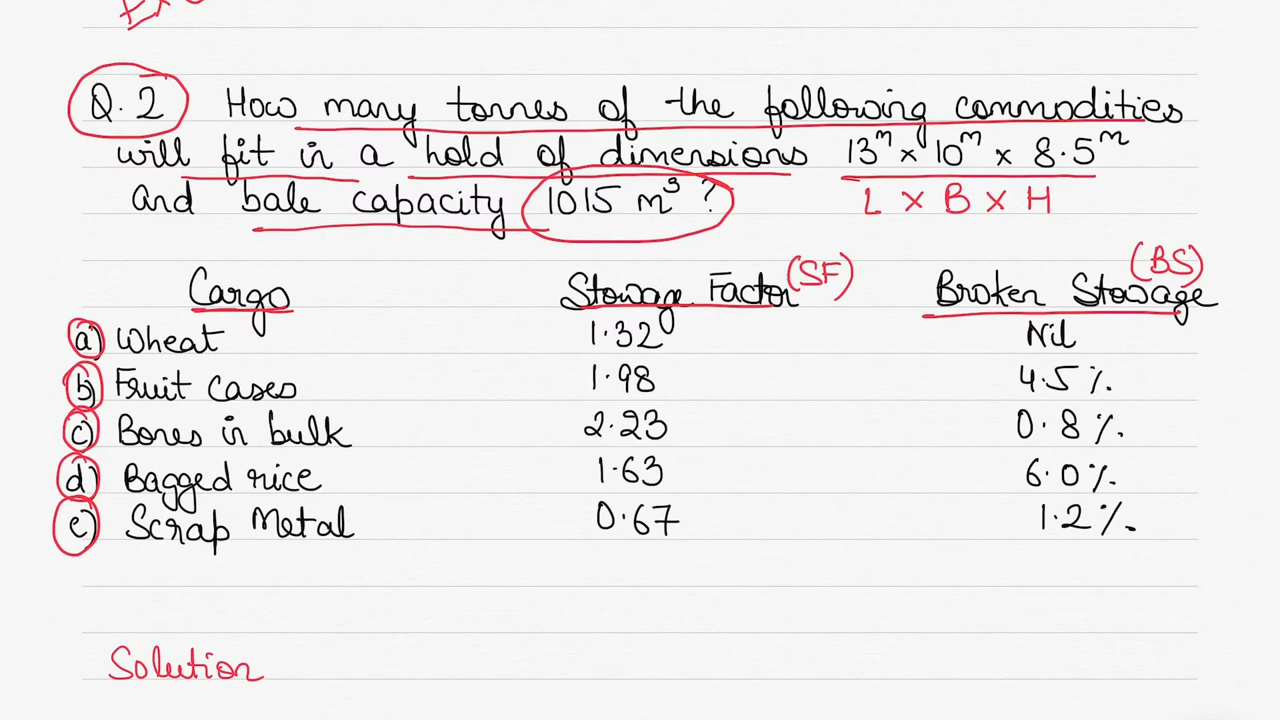 Q.2 How many tonnes of the following commodities
will fit in a hold of dimensions 13ᵐ × 10ᵐ × 8.5ᵐ
and bale capacity 1015 m³ ? L × B × H
Cargo Stowage Factor (SF) Broken Stowage (BS)
a) Wheat 1.32 Nil
b) Fruit cases 1.98 4.5 %.
c) Bones in bulk 2.23 0.8 %.
d) Bagged rice 1.63 6.0 %.
e) Scrap Metal 0.67 1.2 %.
Solution